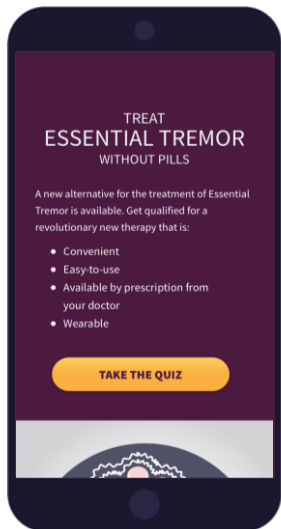 TREAT
ESSENTIAL TREMOR
WITHOUT PILLS
A new alternative for the treatment of Essential
Tremor is available. Get qualified for a
revolutionary new therapy that is:
• Convenient
• Easy-to-use
• Available by prescription from
your doctor
• Wearable
TAKE THE QUIZ